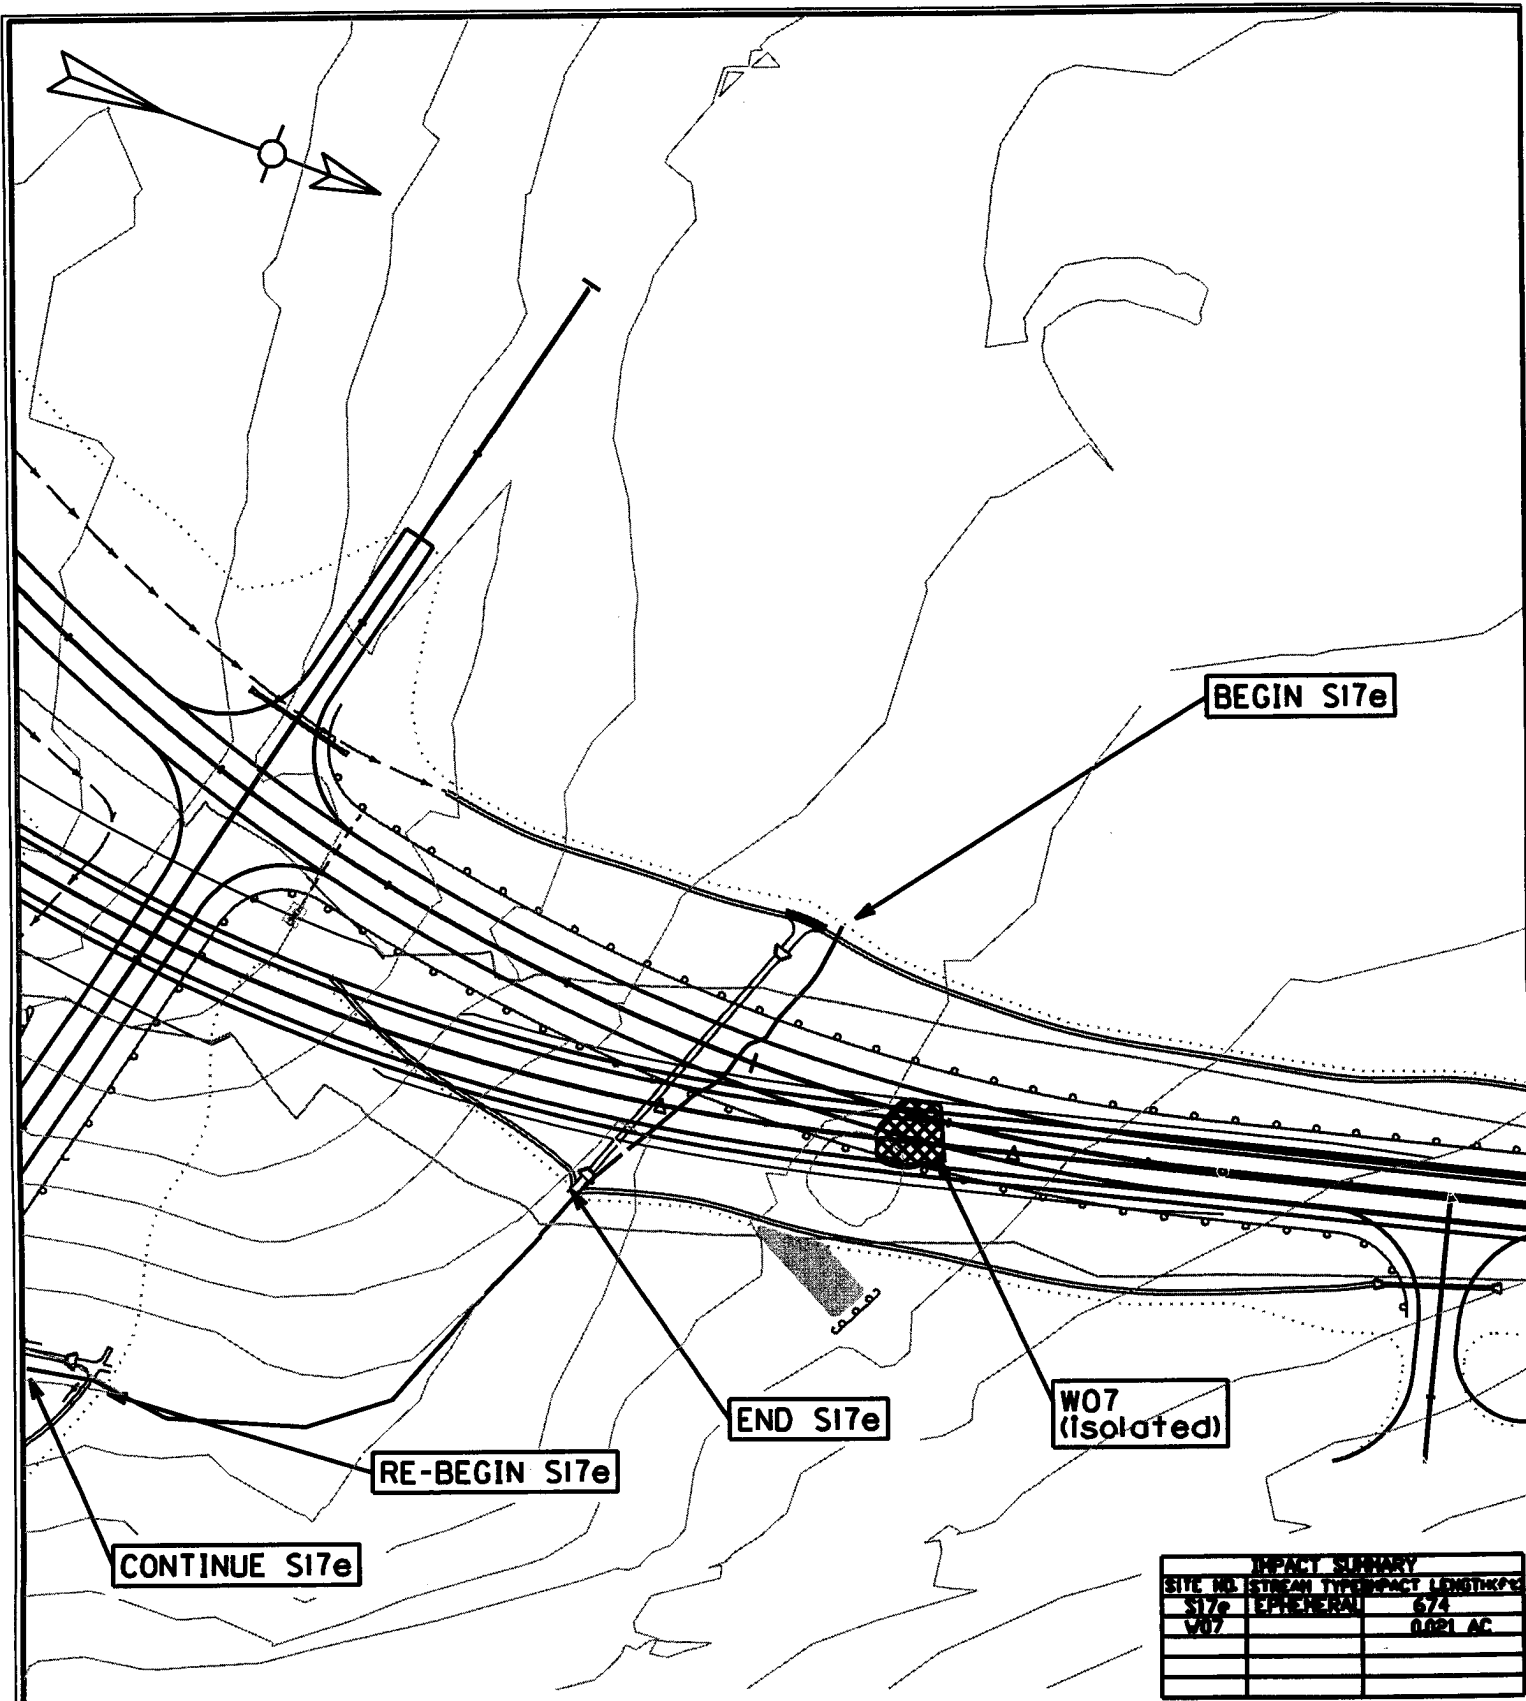 BEGIN S17e
END S17e
W07
(isolated)
RE-BEGIN S17e
CONTINUE S17e
IMPACT SUMMARY
SITE NO. STREAM TYPE IMPACT LENGTH(Ft)
S17e EPHEMERAL 674
W07 0.021 AC